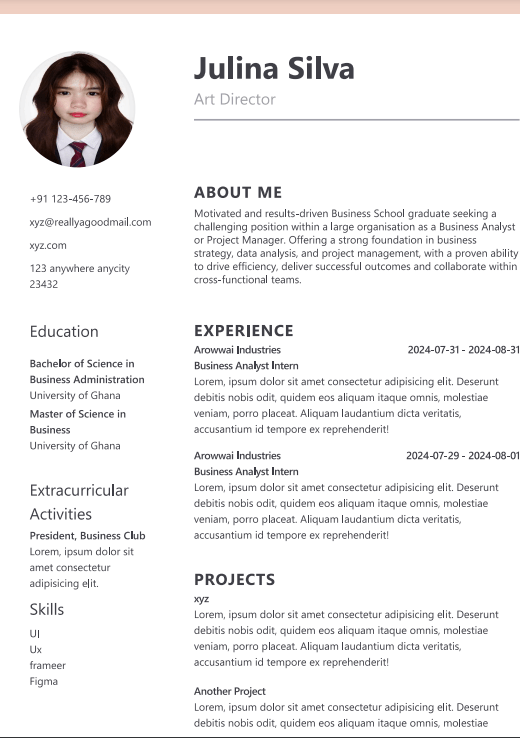 Julina Silva
Art Director
+91 123-456-789
xyz@reallyagoodmail.com
xyz.com
123 anywhere anycity
23432
Education
Bachelor of Science in
Business Administration
University of Ghana
Master of Science in
Business
University of Ghana
Extracurricular
Activities
President, Business Club
Lorem, ipsum dolor sit
amet consectetur
adipisicing elit.
Skills
UI
Ux
frameer
Figma
ABOUT ME
Motivated and results-driven Business School graduate seeking a
challenging position within a large organisation as a Business Analyst
or Project Manager. Offering a strong foundation in business
strategy, data analysis, and project management, with a proven ability
to drive efficiency, deliver successful outcomes and collaborate within
cross-functional teams.
EXPERIENCE
Arowwai Industries 2024-07-31 - 2024-08-31
Business Analyst Intern
Lorem, ipsum dolor sit amet consectetur adipisicing elit. Deserunt
debitis nobis odit, quidem eos aliquam itaque omnis, molestiae
veniam, porro placeat. Aliquam laudantium dicta veritatis,
accusantium id tempore ex reprehenderit!
Arowwai Industries 2024-07-29 - 2024-08-01
Business Analyst Intern
Lorem, ipsum dolor sit amet consectetur adipisicing elit. Deserunt
debitis nobis odit, quidem eos aliquam itaque omnis, molestiae
veniam, porro placeat. Aliquam laudantium dicta veritatis,
accusantium id tempore ex reprehenderit!
PROJECTS
xyz
Lorem, ipsum dolor sit amet consectetur adipisicing elit. Deserunt
debitis nobis odit, quidem eos aliquam itaque omnis, molestiae
veniam, porro placeat. Aliquam laudantium dicta veritatis,
accusantium id tempore ex reprehenderit!
Another Project
Lorem, ipsum dolor sit amet consectetur adipisicing elit. Deserunt
debitis nobis odit, quidem eos aliquam itaque omnis, molestiae